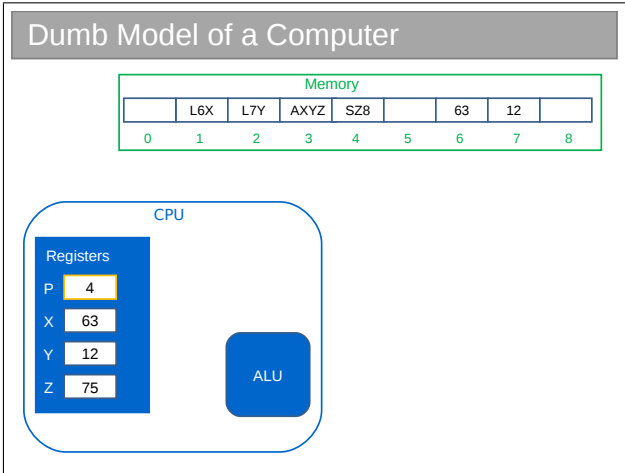 Dumb Model of a Computer
Memory
L6X L7Y AXYZ SZ8 63 12
0 1 2 3 4 5 6 7 8
CPU
Registers
P 4
X 63
Y 12
Z 75
ALU